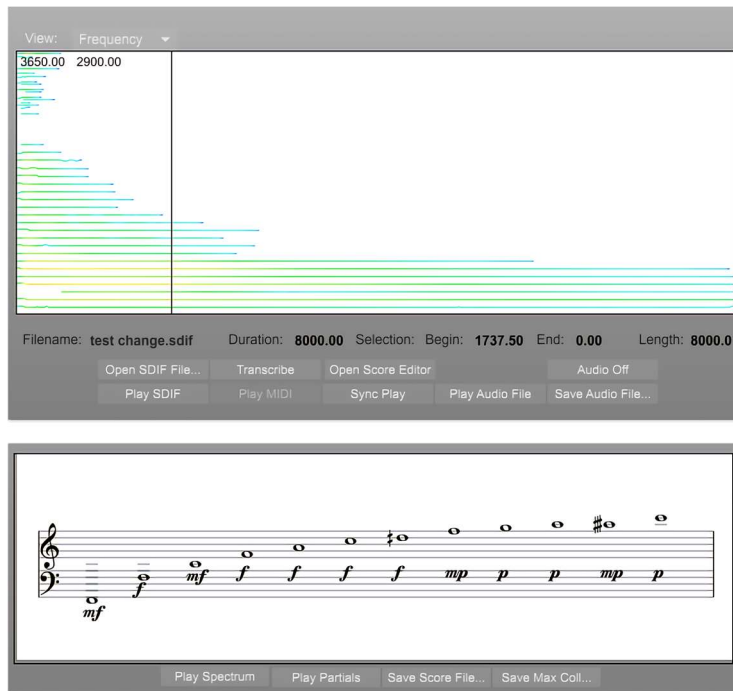 View: Frequency
3650.00 2900.00
Filename: test change.sdif Duration: 8000.00 Selection: Begin: 1737.50 End: 0.00 Length: 8000.0
Open SDIF File... Transcribe Open Score Editor Audio Off
Play SDIF Play MIDI Sync Play Play Audio File Save Audio File...
mf f mf f f f f mp p p mp p
Play Spectrum Play Partials Save Score File... Save Max Coll...